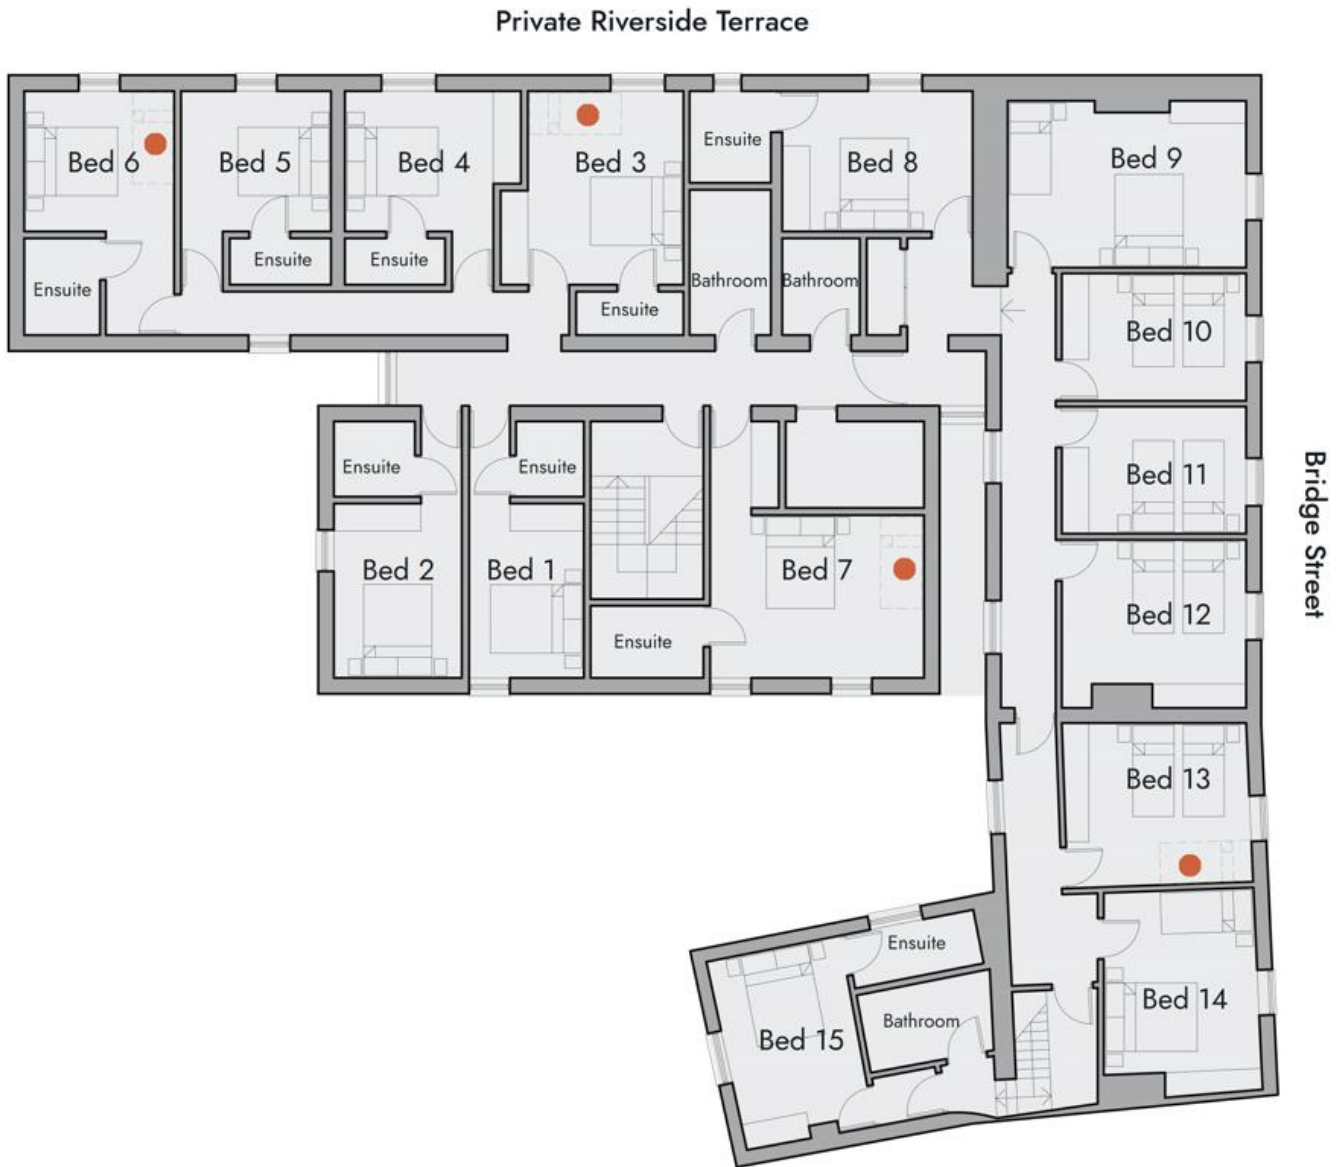 Private Riverside Terrace
Bed 6
Bed 5
Bed 4
Bed 3
Ensuite
Bed 8
Bed 9
Ensuite
Ensuite
Ensuite
Ensuite
Bathroom
Bathroom
Ensuite
Bed 10
Ensuite
Ensuite
Bed 11
Bridge Street
Bed 2
Bed 1
Bed 7
Bed 12
Ensuite
Bed 13
Ensuite
Bed 14
Bathroom
Bed 15